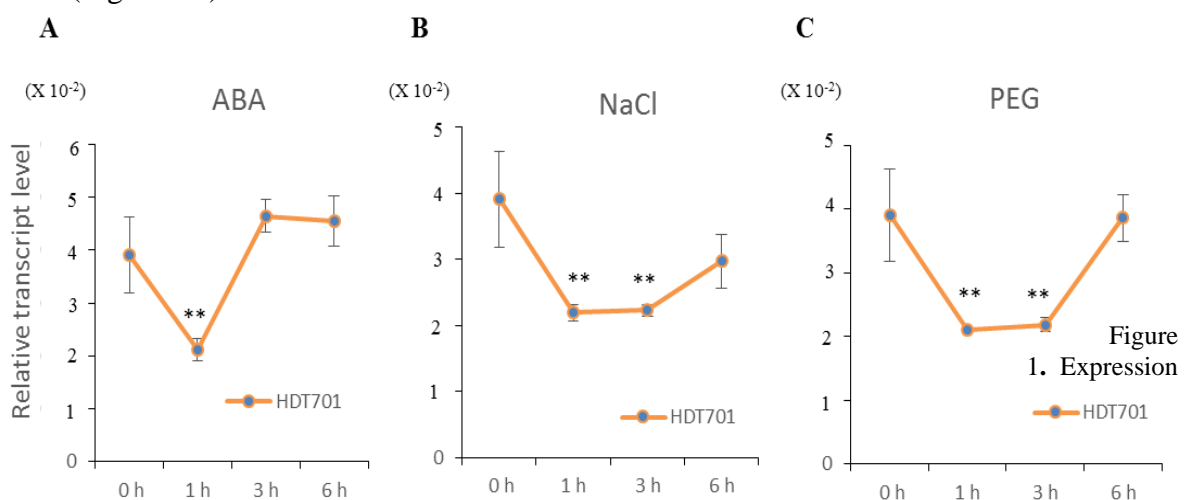 A
B
C
(X 10-2)
ABA
Relative transcript level
6
5
4
3
2
1
0
**
HDT701
0 h 1 h 3 h 6 h
(X 10-2)
NaCl
5
4
3
2
1
0
** **
HDT701
0 h 1 h 3 h 6 h
(X 10-2)
PEG
5
4
3
2
1
0
** **
HDT701
0 h 1 h 3 h 6 h
Figure
1. Expression